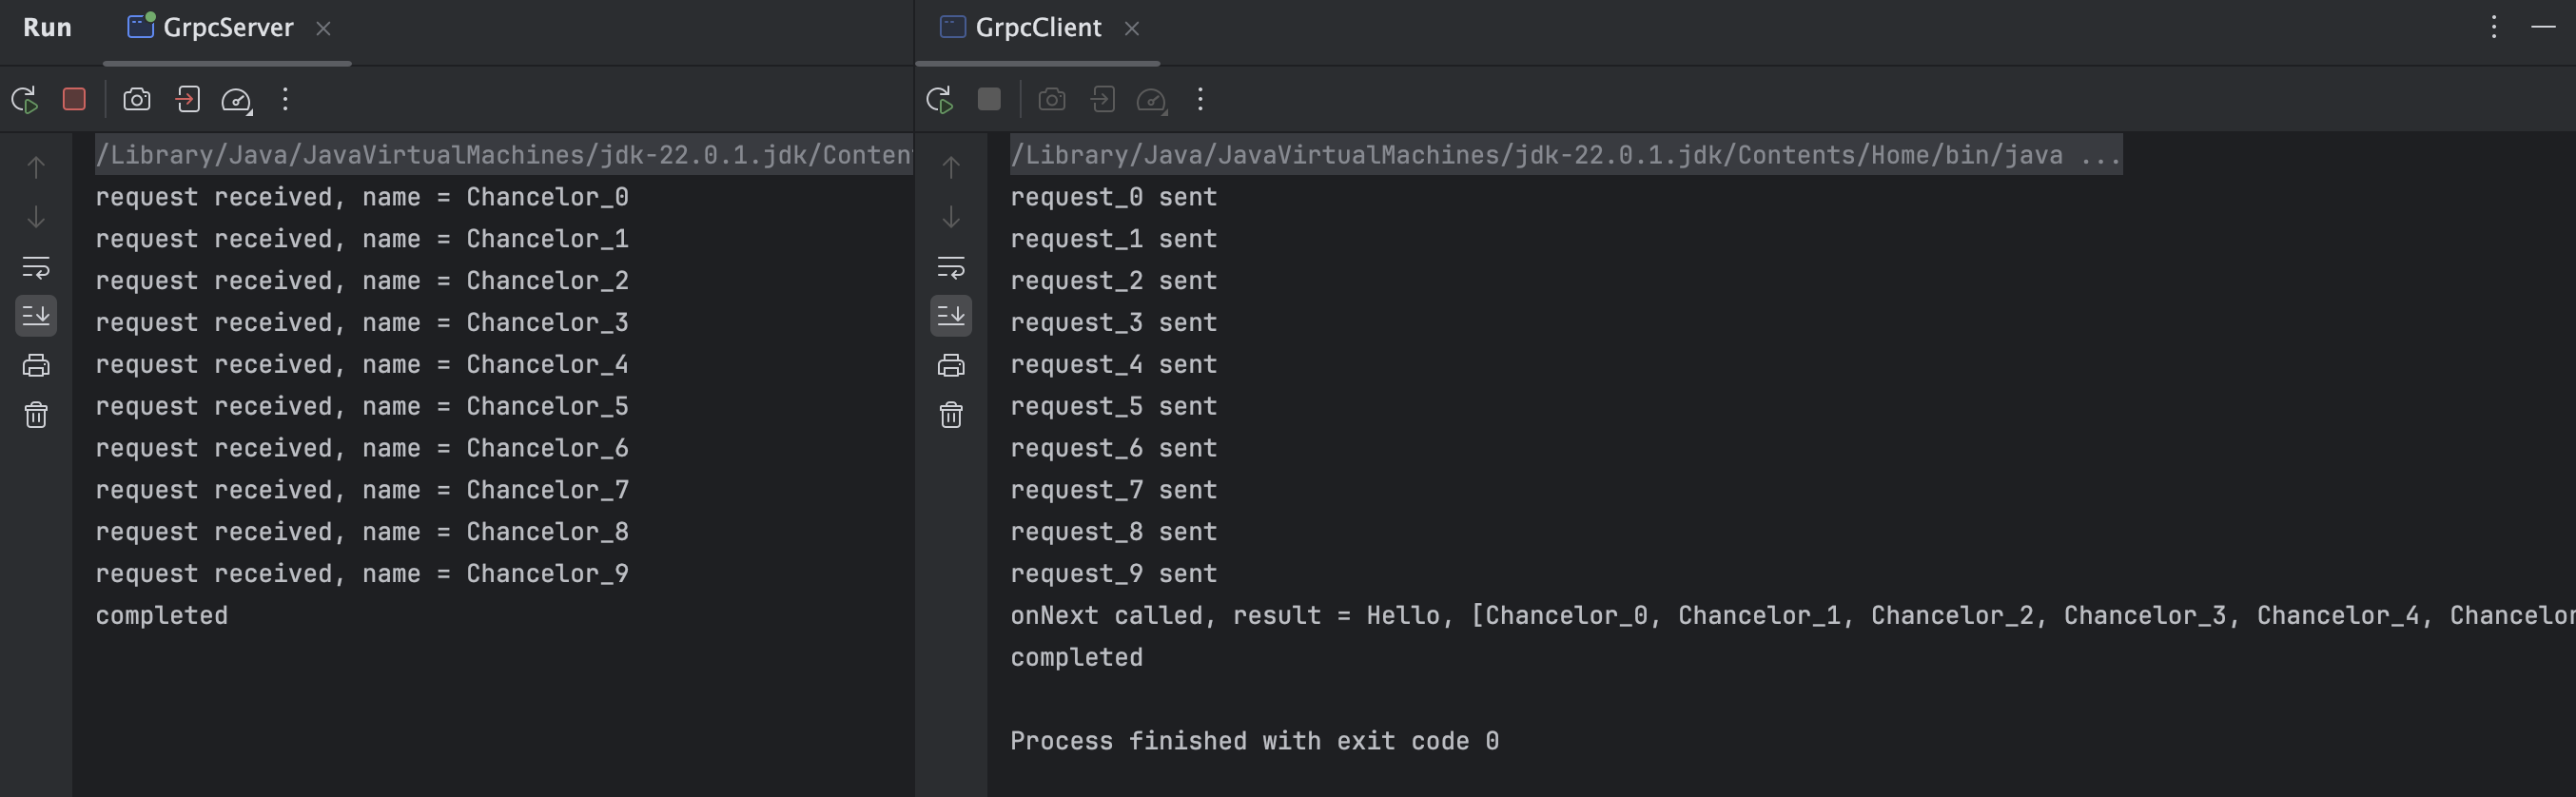 Run GrpcServer
/Library/Java/JavaVirtualMachines/jdk-22.0.1.jdk/Conten
request received, name = Chancelor_0
request received, name = Chancelor_1
request received, name = Chancelor_2
request received, name = Chancelor_3
request received, name = Chancelor_4
request received, name = Chancelor_5
request received, name = Chancelor_6
request received, name = Chancelor_7
request received, name = Chancelor_8
request received, name = Chancelor_9
completed
GrpcClient
/Library/Java/JavaVirtualMachines/jdk-22.0.1.jdk/Contents/Home/bin/java ...
request_0 sent
request_1 sent
request_2 sent
request_3 sent
request_4 sent
request_5 sent
request_6 sent
request_7 sent
request_8 sent
request_9 sent
onNext called, result = Hello, [Chancelor_0, Chancelor_1, Chancelor_2, Chancelor_3, Chancelor_4, Chancelor
completed
Process finished with exit code 0